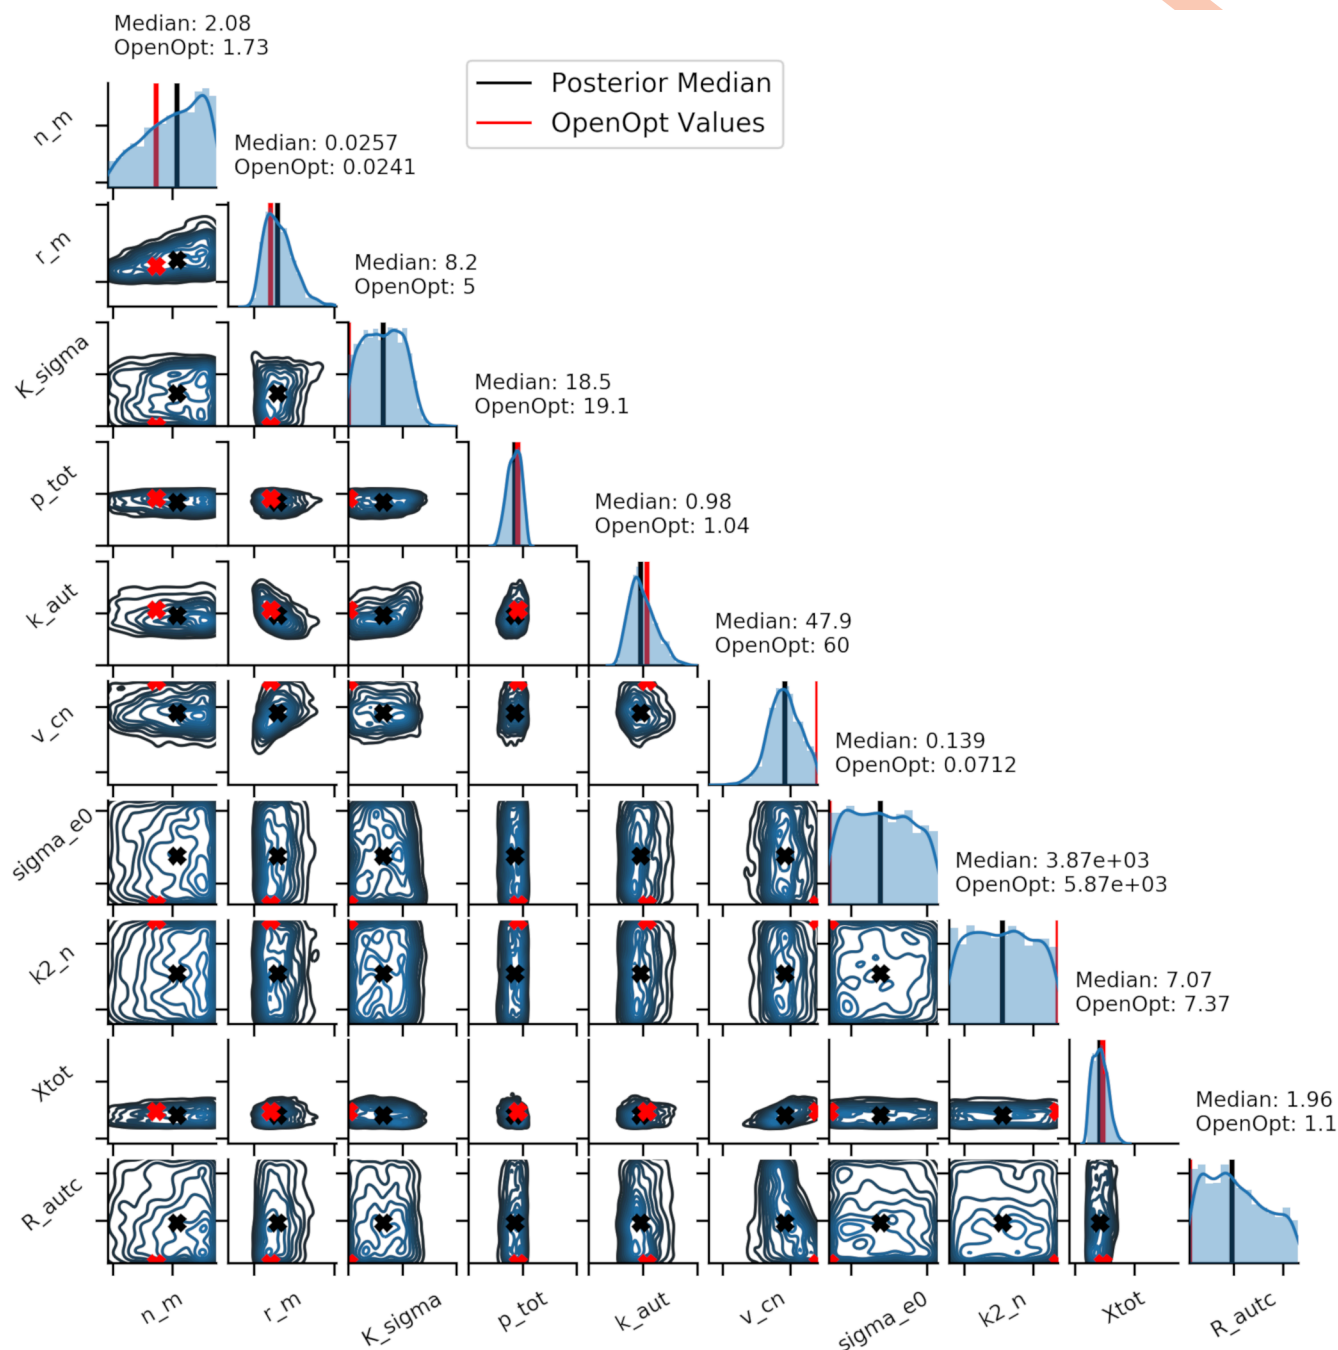 Median: 2.08
OpenOpt: 1.73
Posterior Median
OpenOpt Values
n_m
Median: 0.0257
OpenOpt: 0.0241
r_m
Median: 8.2
OpenOpt: 5
K_sigma
Median: 18.5
OpenOpt: 19.1
p_tot
Median: 0.98
OpenOpt: 1.04
k_aut
Median: 47.9
OpenOpt: 60
v_cn
Median: 0.139
OpenOpt: 0.0712
sigma_e0
Median: 3.87e+03
OpenOpt: 5.87e+03
k2_n
Median: 7.07
OpenOpt: 7.37
Xtot
Median: 1.96
OpenOpt: 1.1
R_autc
n_m
r_m
K_sigma
p_tot
k_aut
v_cn
sigma_e0
k2_n
Xtot
R_autc